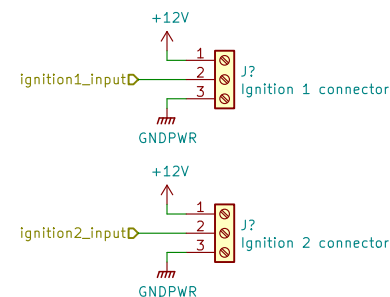 +12V
1
J?
ignition1_input
2
Ignition 1 connector
3
GNDPWR
+12V
1
J?
ignition2_input
2
Ignition 2 connector
3
GNDPWR